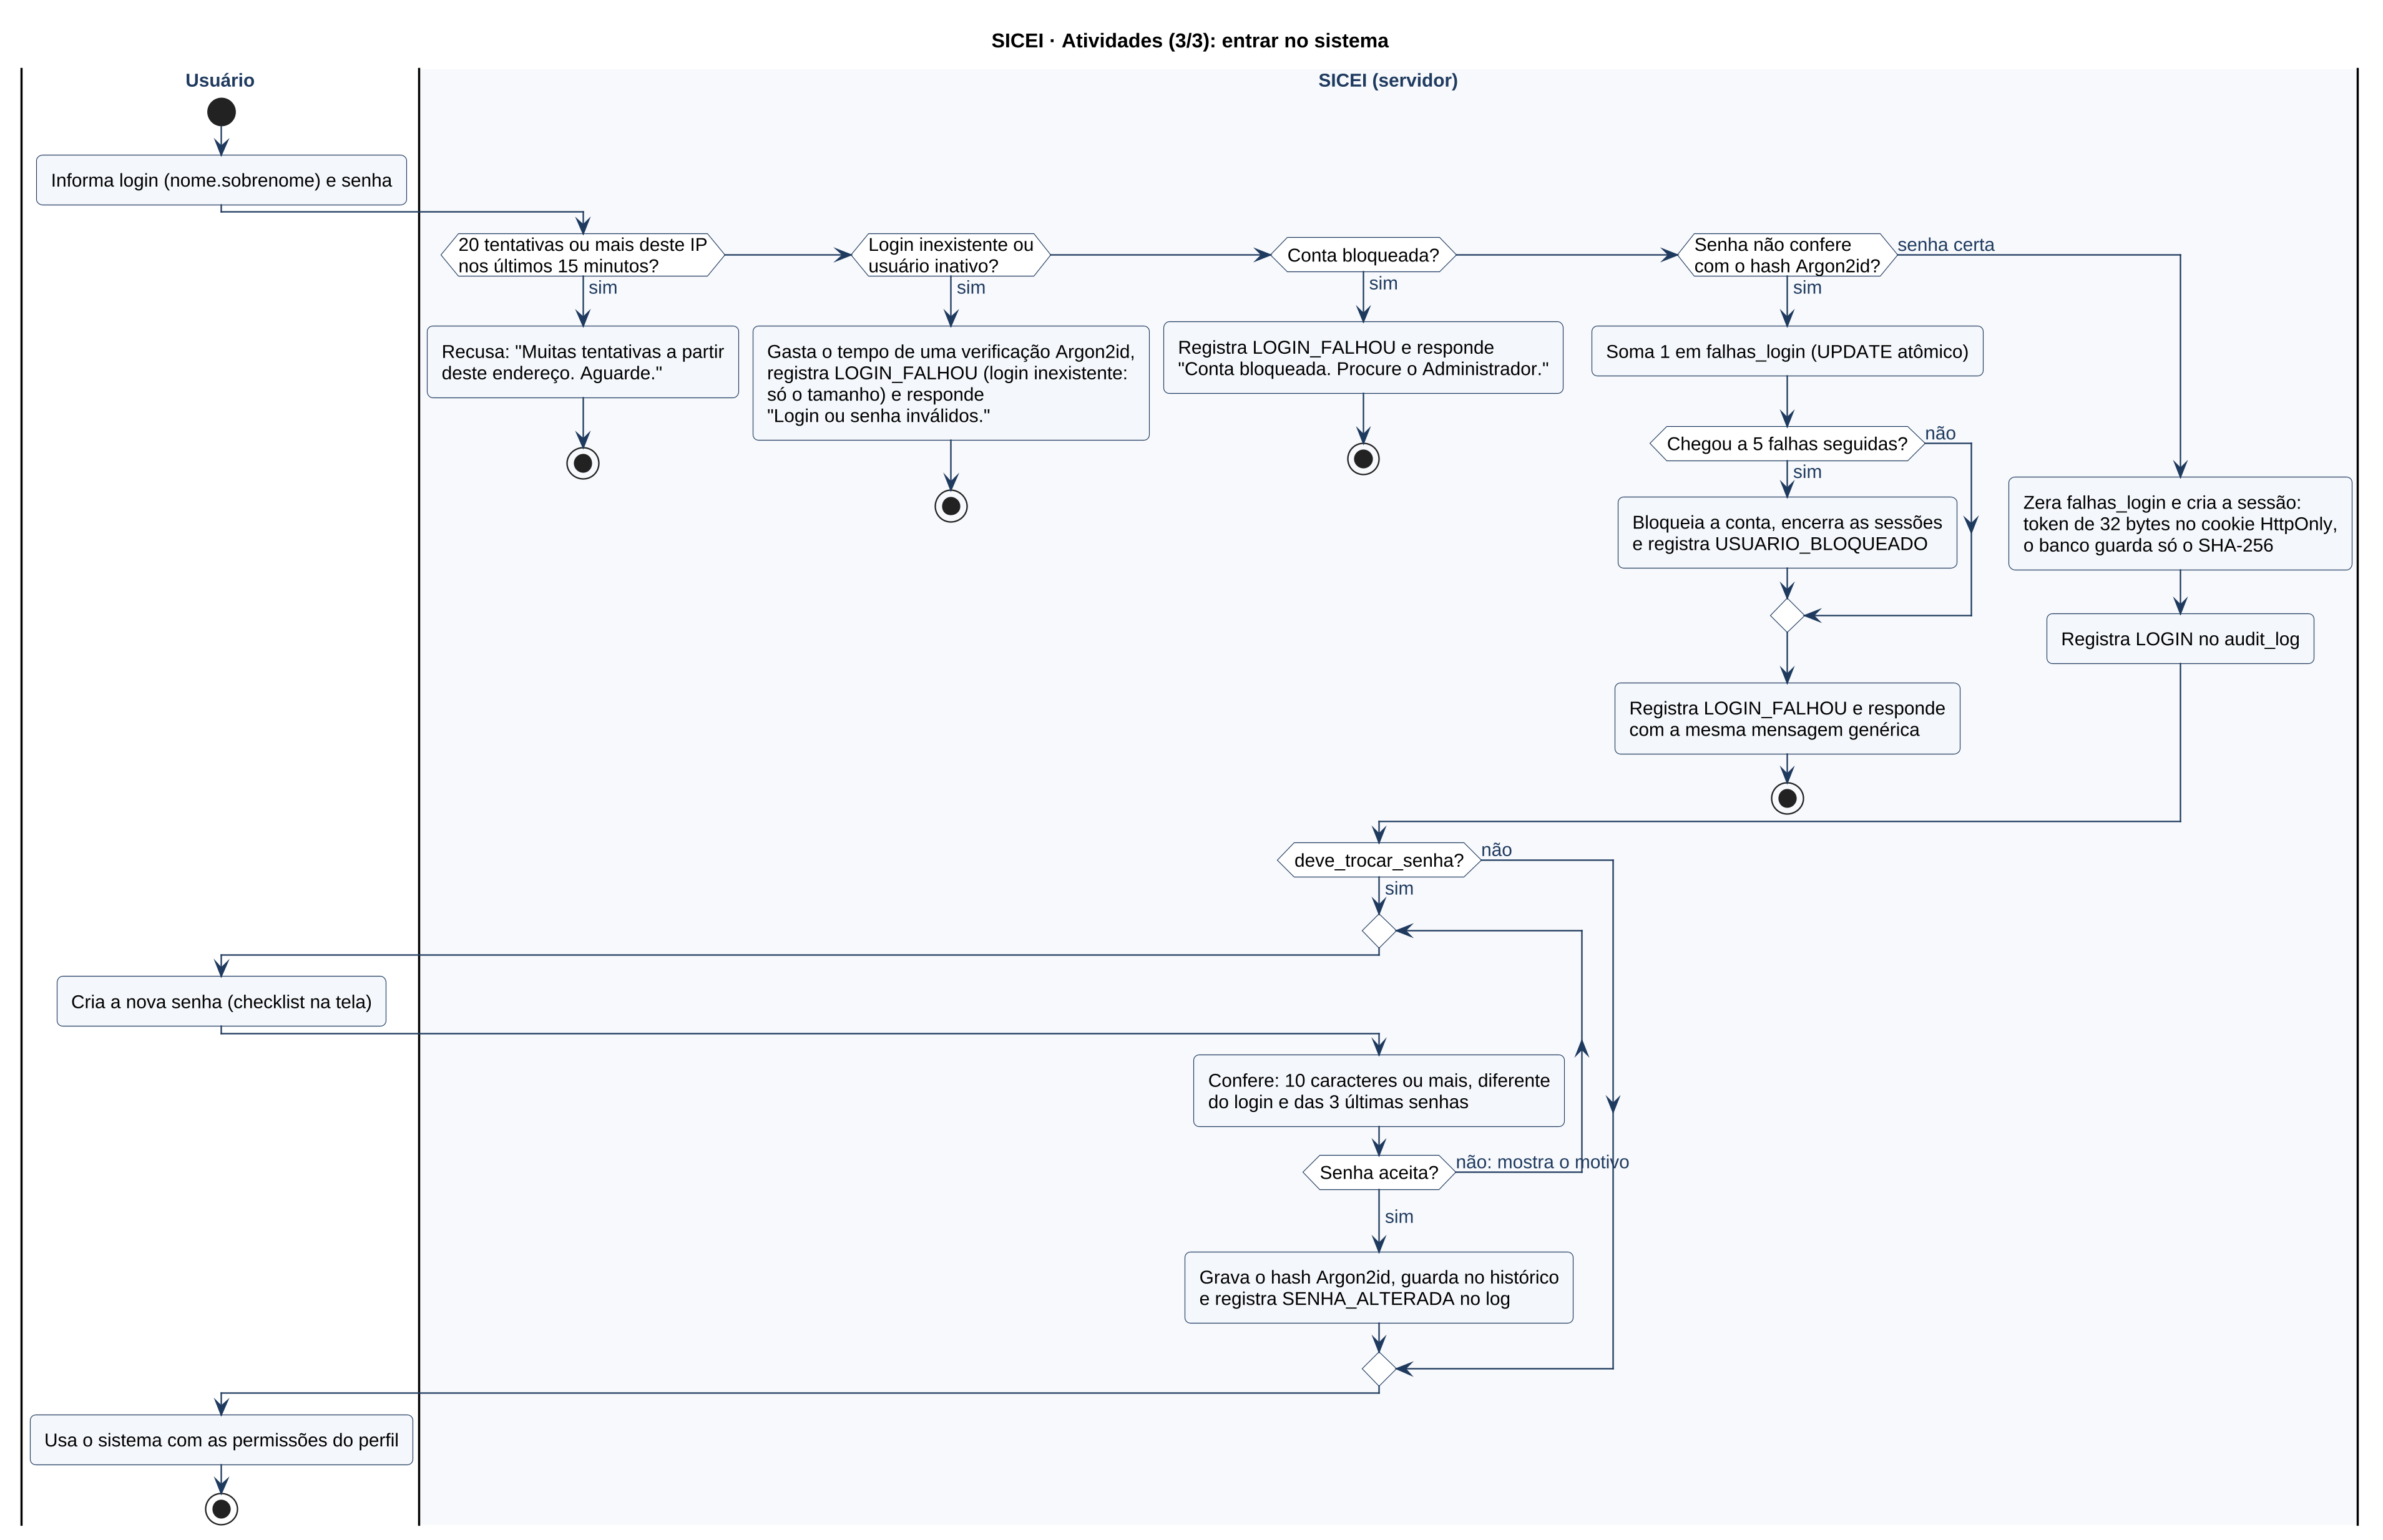 SICEI · Atividades (3/3): entrar no sistema
Usuário
SICEI (servidor)
Informa login (nome.sobrenome) e senha
20 tentativas ou mais deste IP
nos últimos 15 minutos?
sim
Recusa: "Muitas tentativas a partir
deste endereço. Aguarde."
Login inexistente ou
usuário inativo?
sim
Gasta o tempo de uma verificação Argon2id,
registra LOGIN_FALHOU (login inexistente:
só o tamanho) e responde
"Login ou senha inválidos."
Conta bloqueada?
sim
Registra LOGIN_FALHOU e responde
"Conta bloqueada. Procure o Administrador."
Senha não confere
com o hash Argon2id?
senha certa
sim
Soma 1 em falhas_login (UPDATE atômico)
Chegou a 5 falhas seguidas?
não
sim
Bloqueia a conta, encerra as sessões
e registra USUARIO_BLOQUEADO
Registra LOGIN_FALHOU e responde
com a mesma mensagem genérica
Zera falhas_login e cria a sessão:
token de 32 bytes no cookie HttpOnly,
o banco guarda só o SHA-256
Registra LOGIN no audit_log
deve_trocar_senha?
não
sim
Cria a nova senha (checklist na tela)
Confere: 10 caracteres ou mais, diferente
do login e das 3 últimas senhas
Senha aceita?
não: mostra o motivo
sim
Grava o hash Argon2id, guarda no histórico
e registra SENHA_ALTERADA no log
Usa o sistema com as permissões do perfil